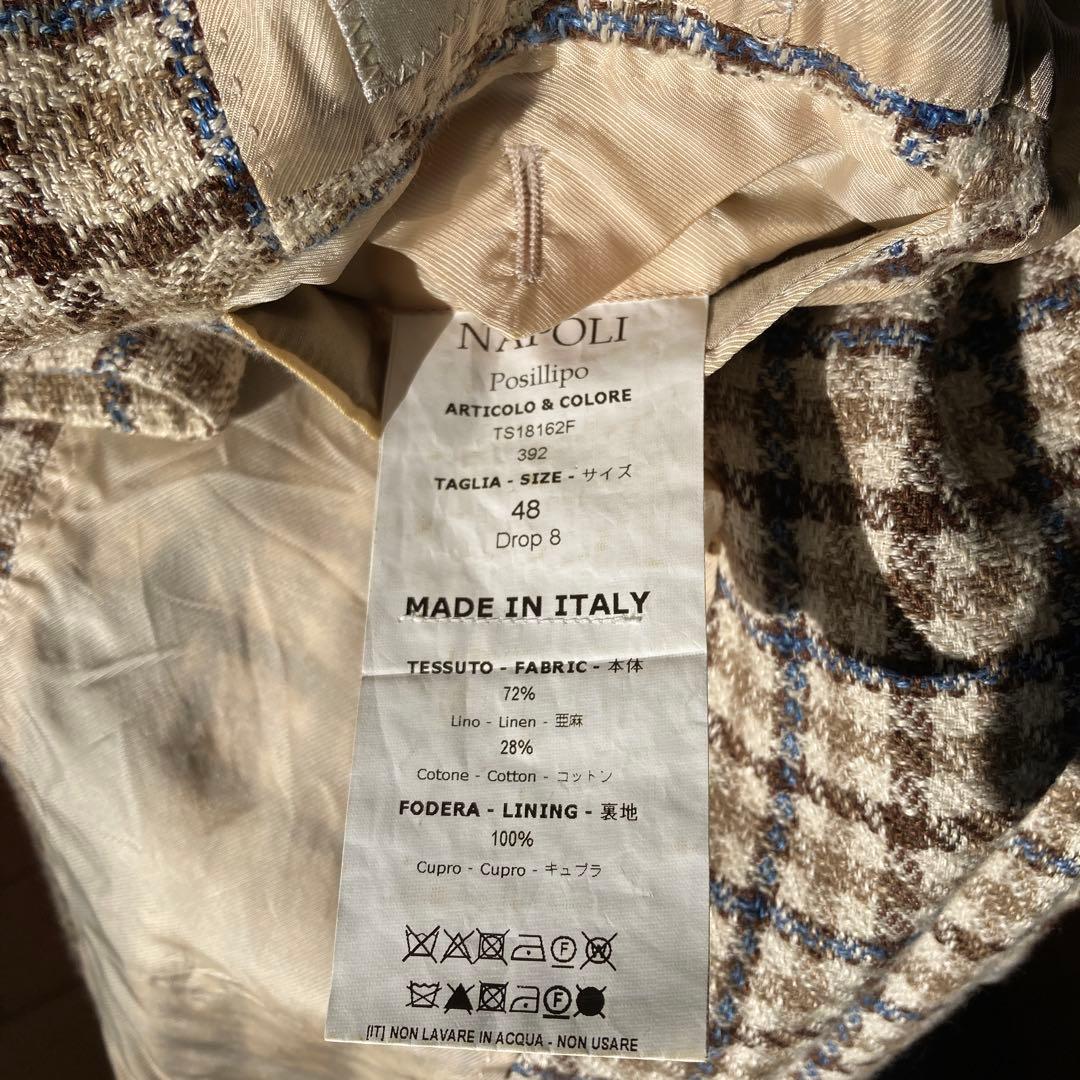 NAPOLI
Posillipo
ARTICOLO & COLORE
TS18162F
392
TAGLIA - SIZE - サイズ
48
Drop 8
MADE IN ITALY
TESSUTO - FABRIC - 本体
72%
Lino - Linen - 亜麻
28%
Cotone - Cotton - コットン
FODERA - LINING - 裏地
100%
Cupro - Cupro - キュプラ
F W
F
[IT] NON LAVARE IN ACQUA - NON USARE